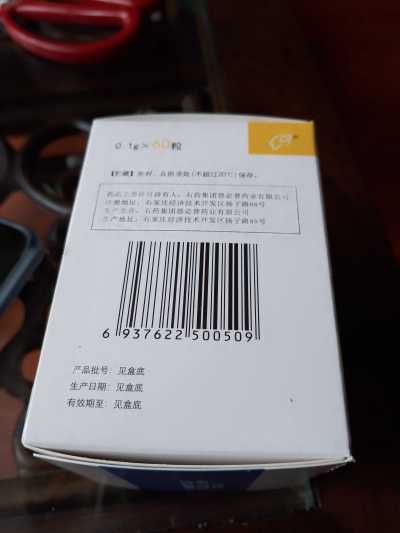 0.1g×60粒
【贮藏】密封，在阴凉处(不超过20℃)保存。
药品上市许可持有人：石药集团恩必普药业有限公司
注册地址：石家庄经济技术开发区扬子路88号
生产企业：石药集团恩必普药业有限公司
生产地址：石家庄经济技术开发区扬子路88号
6 937622 500509
产品批号：见盒底
生产日期：见盒底
有效期至：见盒底